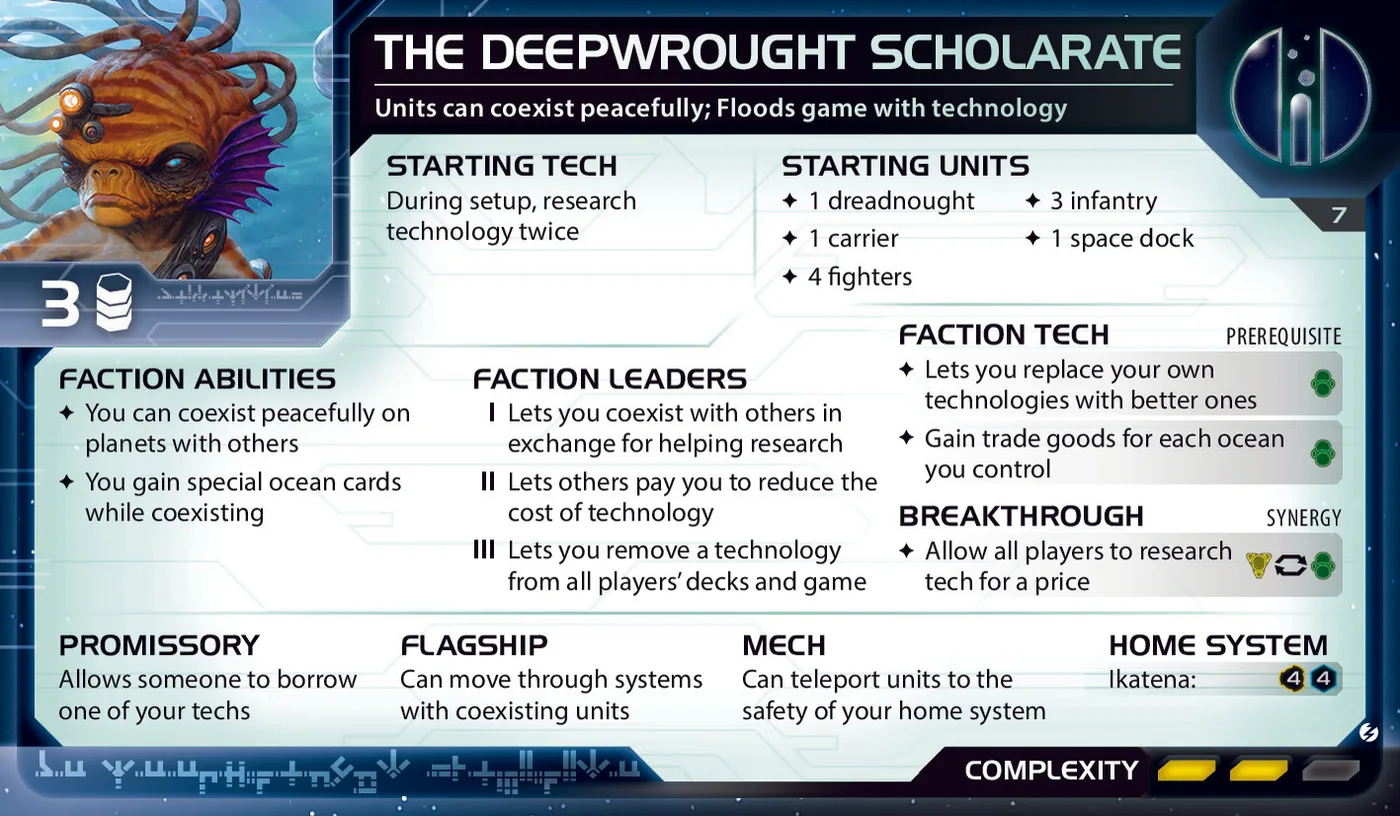 THE DEEPWROUGHT SCHOLARATE
Units can coexist peacefully; Floods game with technology
7
3
STARTING TECH
During setup, research
technology twice
STARTING UNITS
✦ 1 dreadnought
✦ 1 carrier
✦ 4 fighters
✦ 3 infantry
✦ 1 space dock
FACTION ABILITIES
✦ You can coexist peacefully on
planets with others
✦ You gain special ocean cards
while coexisting
FACTION LEADERS
I Lets you coexist with others in
exchange for helping research
II Lets others pay you to reduce the
cost of technology
III Lets you remove a technology
from all players' decks and game
FACTION TECH PREREQUISITE
✦ Lets you replace your own
technologies with better ones
✦ Gain trade goods for each ocean
you control
BREAKTHROUGH SYNERGY
✦ Allow all players to research
tech for a price
PROMISSORY
Allows someone to borrow
one of your techs
FLAGSHIP
Can move through systems
with coexisting units
MECH
Can teleport units to the
safety of your home system
HOME SYSTEM
Ikatena: 4 4
COMPLEXITY